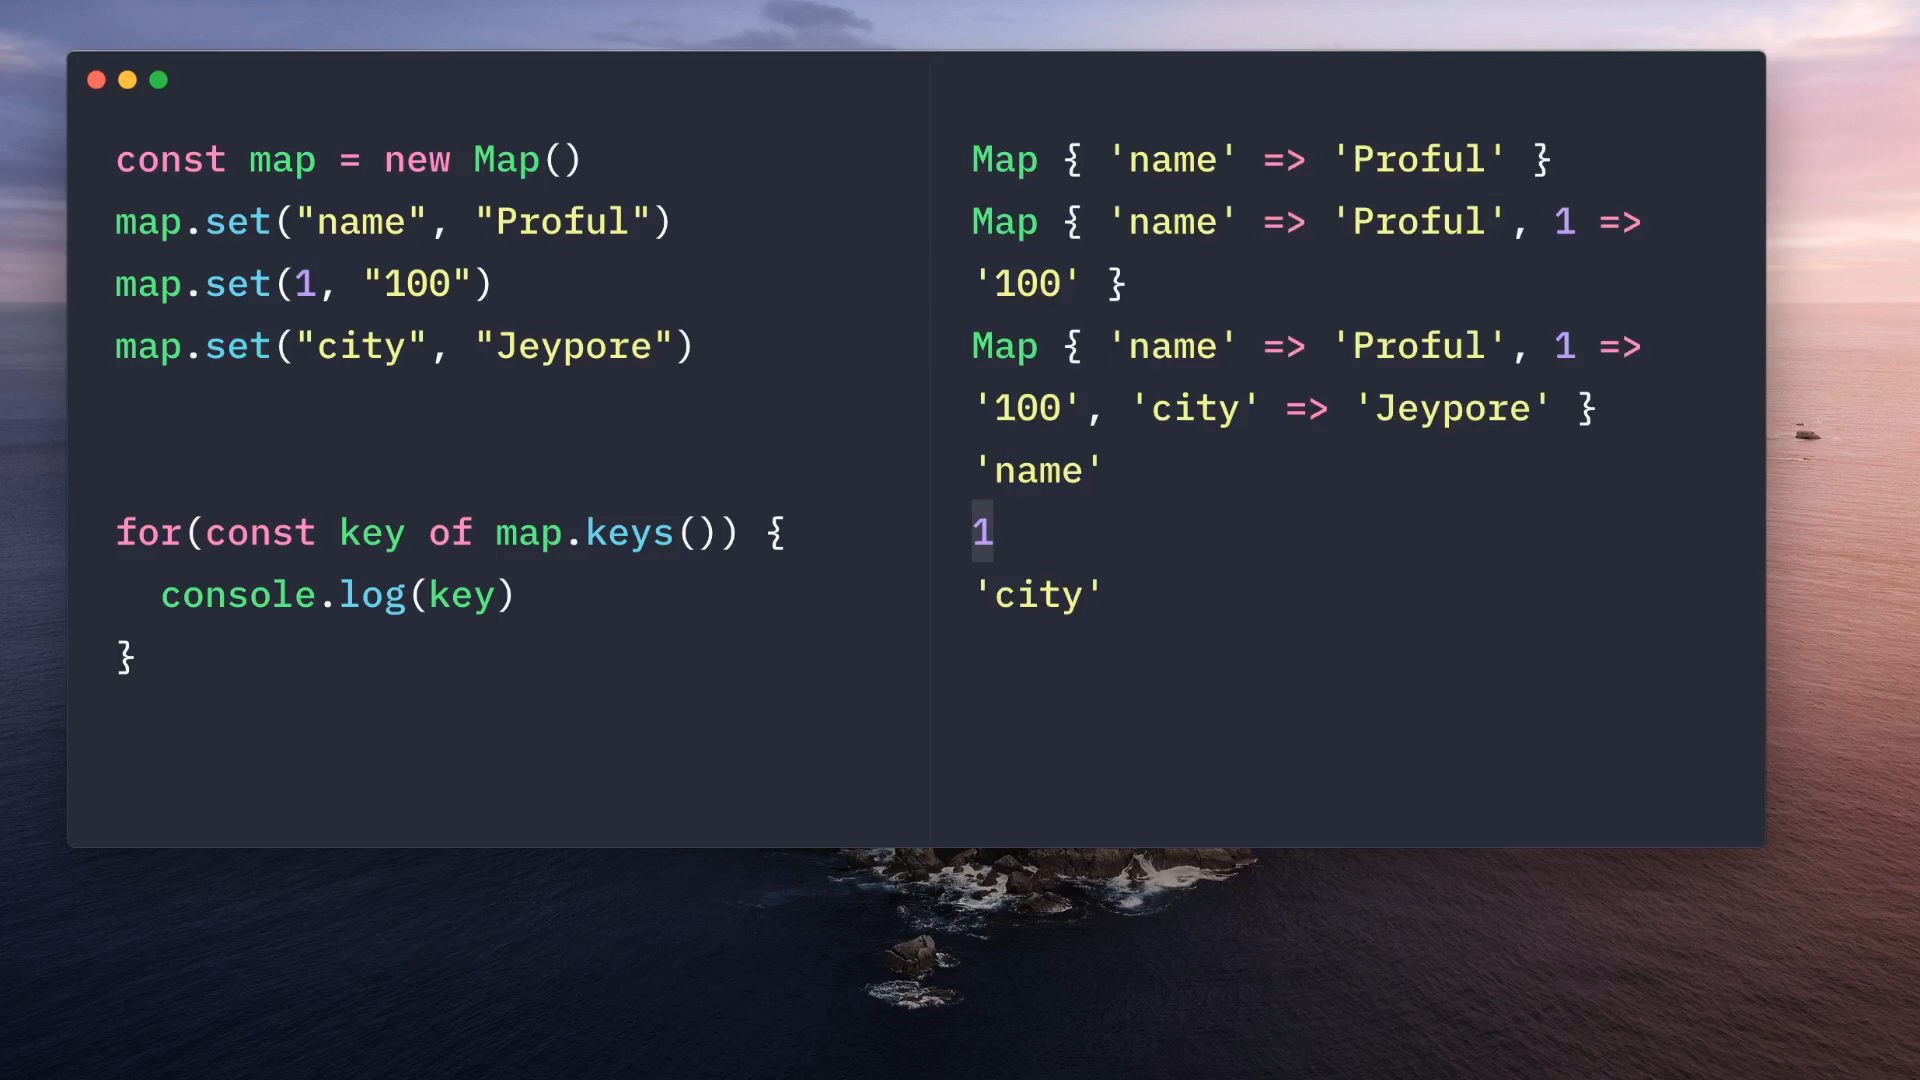 const map = new Map()
map.set("name", "Proful")
map.set(1, "100")
map.set("city", "Jeypore")
for(const key of map.keys()) {
  console.log(key)
}
Map { 'name' => 'Proful' }
Map { 'name' => 'Proful', 1 =>
'100' }
Map { 'name' => 'Proful', 1 =>
'100', 'city' => 'Jeypore' }
'name'
1
'city'